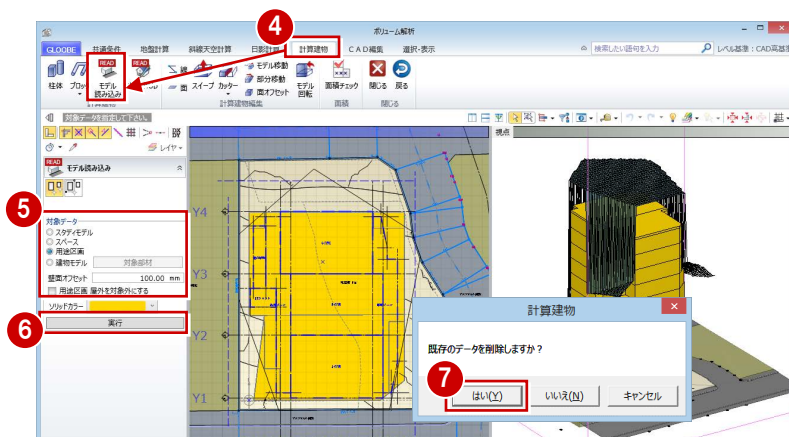 ボリューム解析
4
GLOOBE 共通条件 地盤計算 斜線天空計算 日影計算 計算建物 CAD編集 選択・表示
検索したい語句を入力
レベル基準：CAD高基準
READ READ
柱体 ブロック モデル読み込み
線 面 スイープ カッター
モデル移動
部分移動
面オフセット
モデル回転
面積チェック
閉じる 戻る
計算建物編集 面積 閉じる
対象データを指定して下さい。
レイヤ
視点
READ
モデル読み込み
5
対象データ
スタディモデル
スペース
用途区画
建物モデル 対象部材
壁面オフセット 100.00 mm
用途区画 屋外を対象外にする
ソリッドカラー
6
実行
Y4
Y3
Y2
Y1
計算建物
既存のデータを削除しますか？
7
はい(Y) いいえ(N) キャンセル